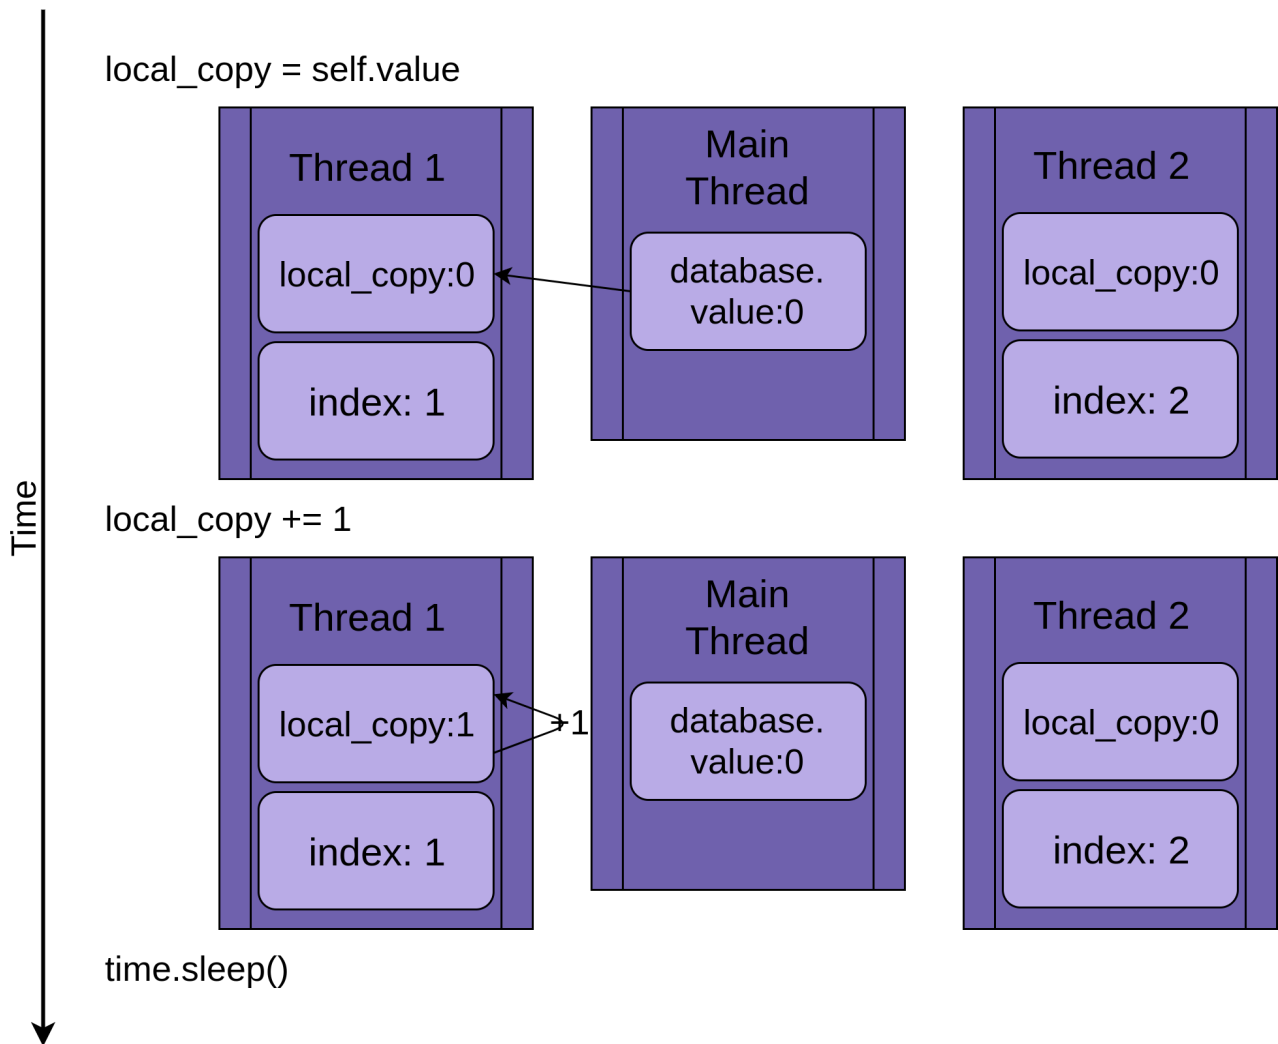 local_copy = self.value
Thread 1
local_copy:0
index: 1
Main
Thread
database.
value:0
Thread 2
local_copy:0
index: 2
Time
local_copy += 1
Thread 1
local_copy:1
index: 1
+1
Main
Thread
database.
value:0
Thread 2
local_copy:0
index: 2
time.sleep()